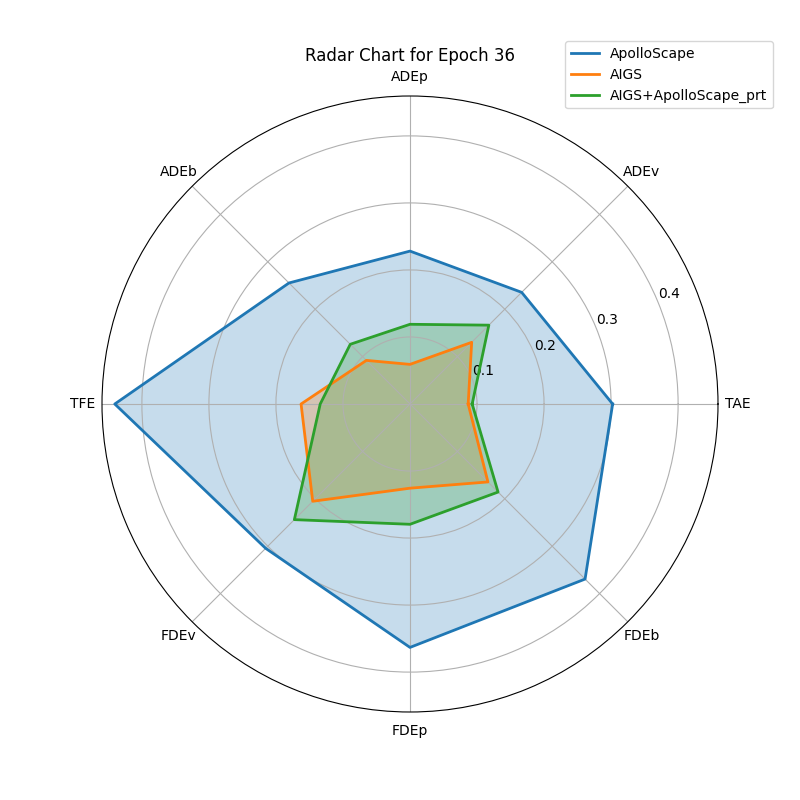 Radar Chart for Epoch 36
ApolloScape
AIGS
AIGS+ApolloScape_prt
ADEp
ADEb
ADEv
0.4
0.3
0.2
0.1
TFE
TAE
FDEv
FDEb
FDEp